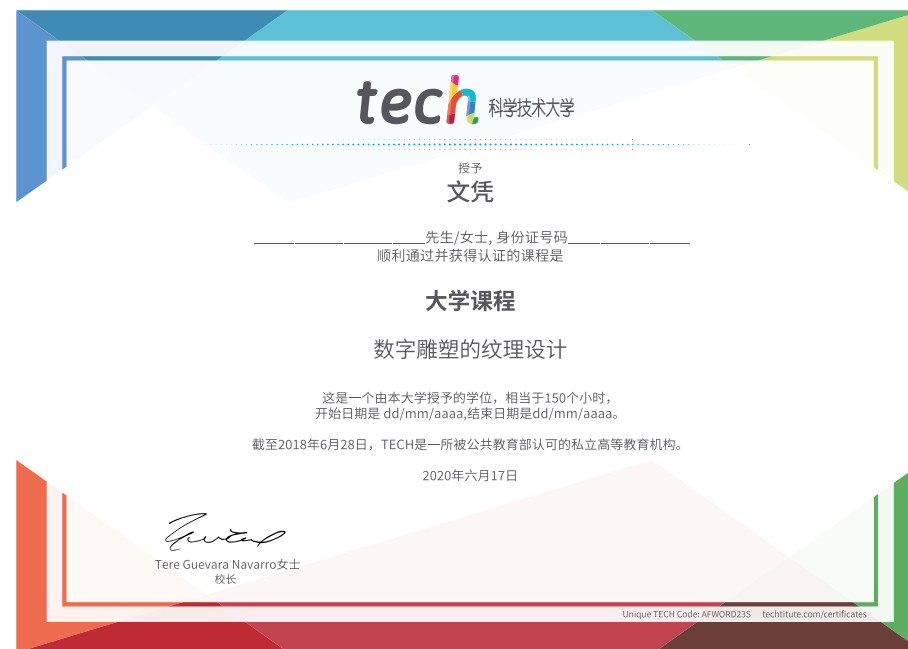 tech 科学技术大学
授予
文凭
先生/女士, 身份证号码
顺利通过并获得认证的课程是
大学课程
数字雕塑的纹理设计
这是一个由本大学授予的学位，相当于150个小时，
开始日期是 dd/mm/aaaa,结束日期是dd/mm/aaaa。
截至2018年6月28日，TECH是一所被公共教育部认可的私立高等教育机构。
2020年六月17日
Tere Guevara Navarro女士
校长
Unique TECH Code: AFWORD23S techtitute.com/certificates